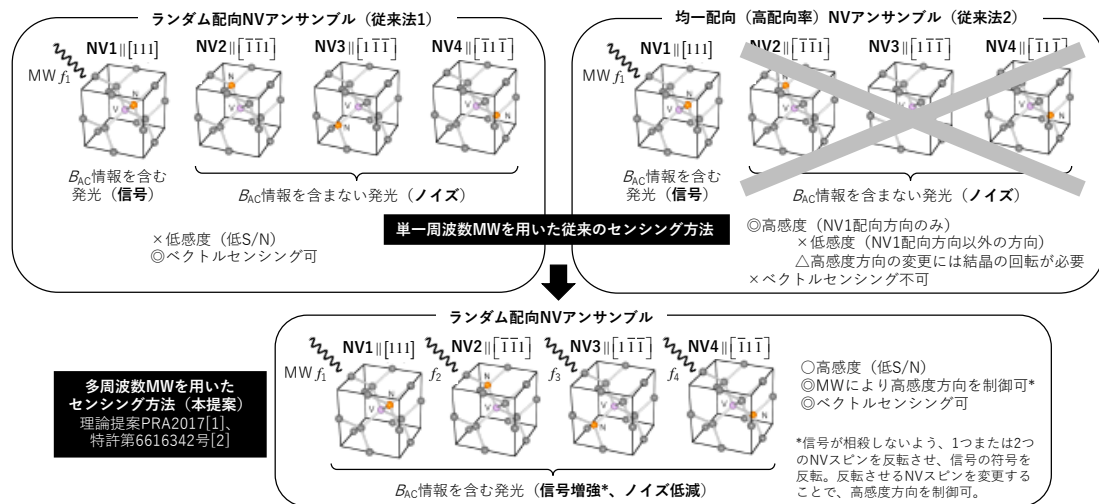 ランダム配向NVアンサンブル（従来法1）
NV1∥[111]
NV2∥[1̅1̅1]
NV3∥[11̅1̅]
NV4∥[1̅11̅]
MW f₁
N
V
N
V
N
V
N
V
B_AC情報を含む
発光（信号）
B_AC情報を含まない発光（ノイズ）
×低感度（低S/N）
◎ベクトルセンシング可
均一配向（高配向率）NVアンサンブル（従来法2）
NV1∥[111]
NV2∥[1̅1̅1]
NV3∥[11̅1̅]
NV4∥[1̅11̅]
MW f₁
N
V
N
V
V
N
B_AC情報を含む
発光（信号）
B_AC情報を含まない発光（ノイズ）
◎高感度（NV1配向方向のみ）
×低感度（NV1配向方向以外の方向）
△高感度方向の変更には結晶の回転が必要
×ベクトルセンシング不可
単一周波数MWを用いた従来のセンシング方法
ランダム配向NVアンサンブル
NV1∥[111]
NV2∥[1̅1̅1]
NV3∥[11̅1̅]
NV4∥[1̅11̅]
MW f₁
f₂
f₃
f₄
N
V
N
V
N
V
N
V
B_AC情報を含む発光（信号増強*、ノイズ低減）
多周波数MWを用いた
センシング方法（本提案）
理論提案PRA2017[1]、
特許第6616342号[2]
○高感度（低S/N）
◎MWにより高感度方向を制御可*
◎ベクトルセンシング可
*信号が相殺しないよう、1つまたは2つ
のNVスピンを反転させ、信号の符号を
反転。反転させるNVスピンを変更する
ことで、高感度方向を制御可。